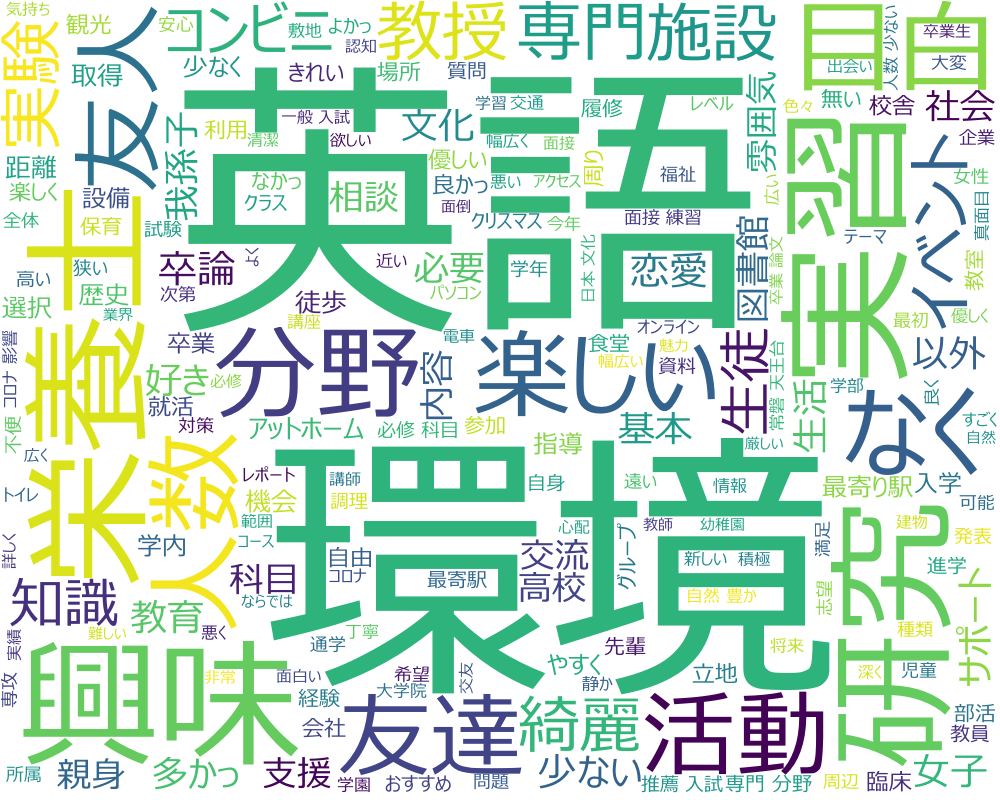 気持ち
観光
安心
敷地
よかっ
認知
人数 少ない
卒業生
実験
友人
コンビニ
教授
専門施設
面白
出会い
大変
取得
少なく
きれい
場所
質問
学習
交通
履修
レベル
色々
無い
校舎
社会
英語
一般 入試
欲しい
文化
幅広く
面接
雰囲気
実習
イベント
企業
距離
利用
清潔
優しい
周り
福祉
広い
女性
楽しく
設備
我孫子
なかっ
クラス
相談
良かっ
悪い
面倒
アクセス
クリスマス
今年
面接 練習
図書館
真面目
全体
栄養士
保育
試験
卒論
よく
近い
必要
パソコン
学年
日本 文化
恋愛
卒業 論文
テーマ
教室
高い
狭い
選択
歴史
業界
次第
徒歩
講座
電車
オンライン
生徒
最初
優しく
影響
コロナ
不便
卒業
分野
内容
楽しい
食堂
魅力
幅広い
資料
常磐
天王台
生活
学部
以外
良く
なく
好き
必修
就活
対策
アットホーム
必修 科目
参加
指導
基本
厳しい
すごく
自然
広く
トイレ
人数
レポート
環境
講師
自身
遠い
情報
最寄り駅
入学
可能
詳しく
機会
範囲
調理
コース
心配
グループ
教師
幼稚園
満足
研究
建物
発表
学内
自由
コロナ
最寄駅
交流
高校
新しい
積極
志望
進学
サポート
知識
教育
科目
ならでは
自然 豊か
種類
実績
難しい
悪く
通学
丁寧
先輩
将来
専攻
興味
非常
面白い
希望
大学院
交友
やすく
静か
立地
深く
児童
経験
会社
友達
綺麗
活動
部活
教員
所属
親身
多かっ
支援
学園
おすすめ
問題
少ない
推薦 入試
専門 分野
周辺
臨床
女子